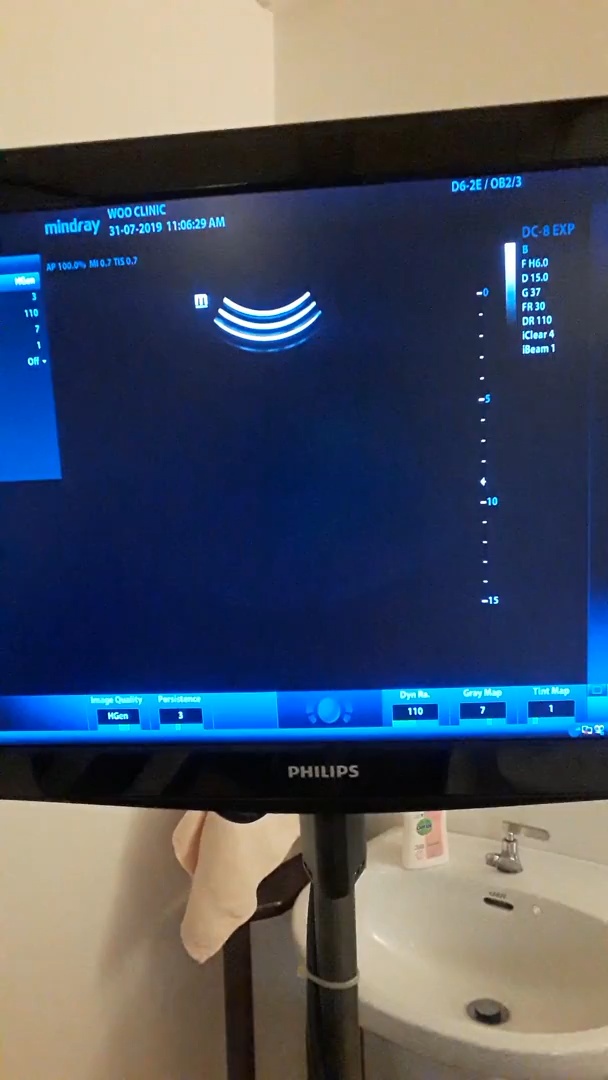 D6-2E / OB2/3
WOO CLINIC
mindray
31-07-2019 11:06:29 AM
DC-8 EXP
AP 100.0% MI 0.7 TIS 0.7
B
F H6.0
D 15.0
G 37
FR 30
DR 110
iClear 4
iBeam 1
HGen
3
110
7
1
Off
0
5
10
15
Image Quality
HGen
Persistence
3
Dyn Ra.
110
Gray Map
7
Tint Map
1
PHILIPS